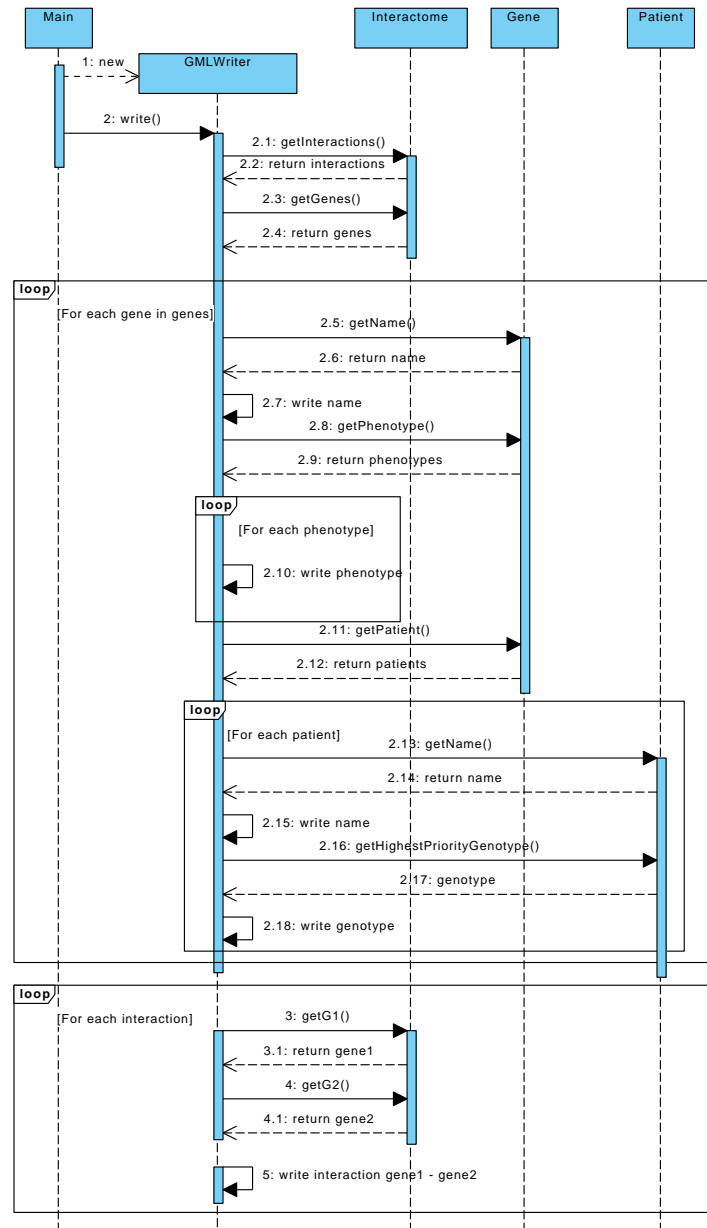 Main
Interactome
Gene
Patient
1: new
GMLWriter
2: write()
2.1: getInteractions()
2.2: return interactions
2.3: getGenes()
2.4: return genes
loop
[For each gene in genes]
2.5: getName()
2.6: return name
2.7: write name
2.8: getPhenotype()
2.9: return phenotypes
loop
[For each phenotype]
2.10: write phenotype
2.11: getPatient()
2.12: return patients
loop
[For each patient]
2.13: getName()
2.14: return name
2.15: write name
2.16: getHighestPriorityGenotype()
2.17: genotype
2.18: write genotype
loop
[For each interaction]
3: getG1()
3.1: return gene1
4: getG2()
4.1: return gene2
5: write interaction gene1 - gene2